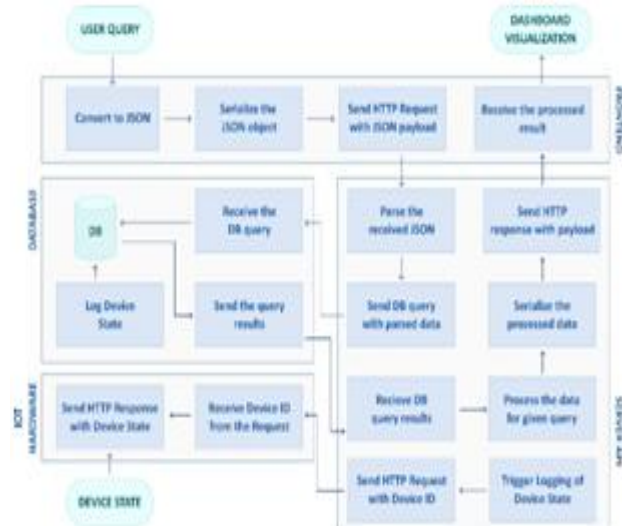 USER QUERY
DASHBOARD
VISUALIZATION
FRONTEND
Convert to JSON
Serialize the
JSON object
Send HTTP Request
with JSON payload
Receive the processed
result
DATABASE
DB
Receive the
DB query
Log Device
State
Send the query
results
Parse the
received JSON
Send HTTP
response with payload
Send DB query
with parsed data
Serialize the
processed data
Recieve DB
query results
Process the data
for given query
Send HTTP Request
with Device ID
Trigger Logging of
Device State
SERVER API
IOT
HARDWARE
Send HTTP Response
with Device State
Receive Device ID
from the Request
DEVICE STATE